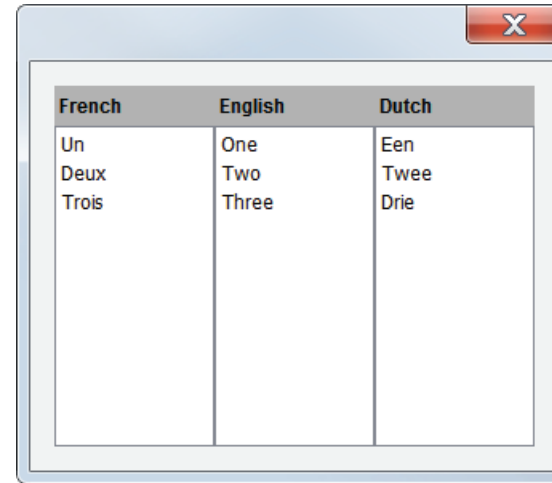 French English Dutch
Un One Een
Deux Two Twee
Trois Three Drie